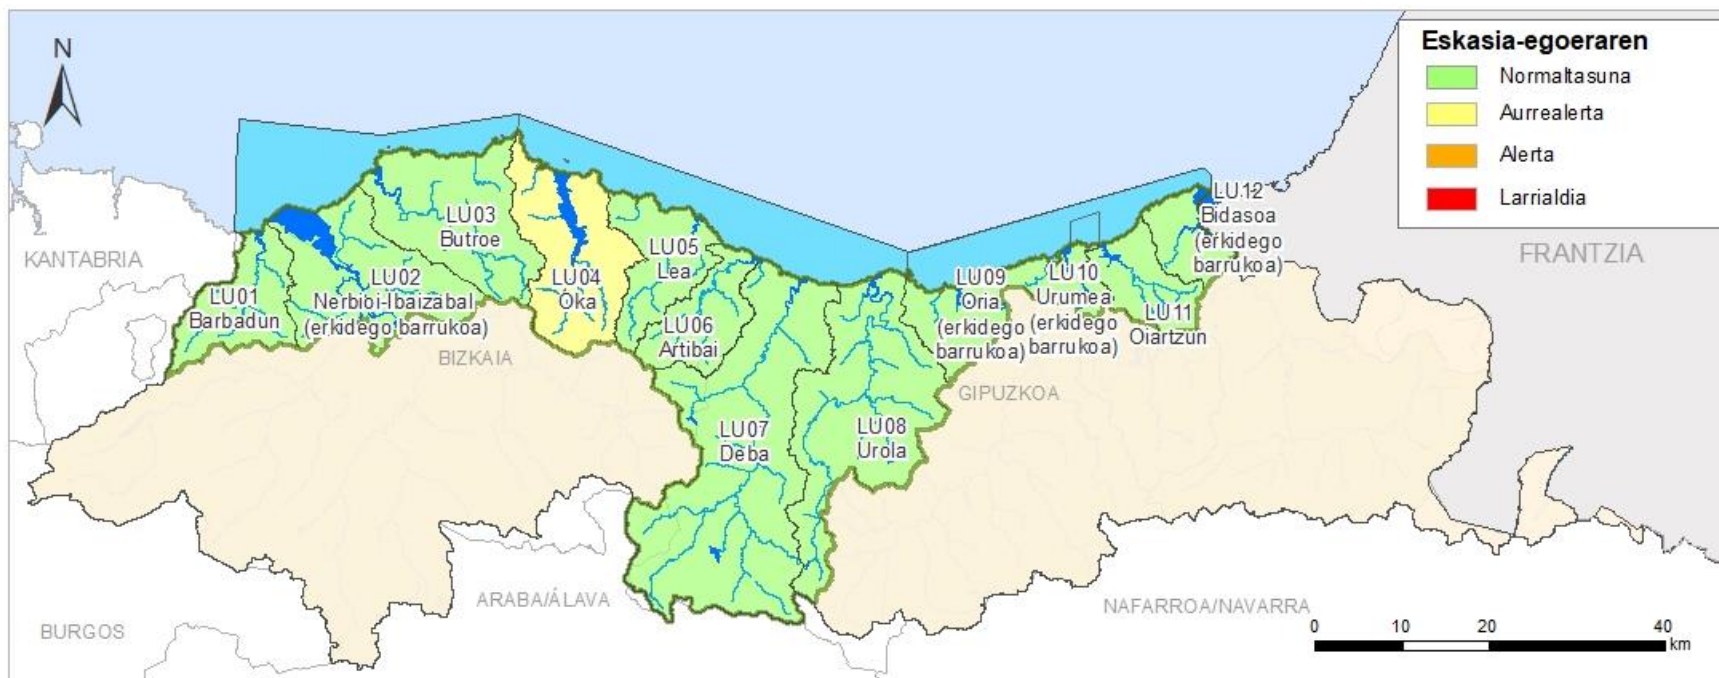 N
Eskasia-egoeraren
Normaltasuna
Aurrealerta
Alerta
Larrialdia
KANTABRIA
FRANTZIA
LU01
Barbadun
LU02
Nerbioi-Ibaizabal
(erkidego barrukoa)
LU03
Butroe
LU04
Oka
LU05
Lea
LU06
Artibai
LU07
Deba
LU08
Urola
LU09
Oria
(erkidego
barrukoa)
LU10
Urumea
(erkidego
barrukoa)
LU11
Oiartzun
LU12
Bidasoa
(erkidego
barrukoa)
BIZKAIA
GIPUZKOA
ARABA/ÁLAVA
NAFARROA/NAVARRA
BURGOS
0 10 20 40
km